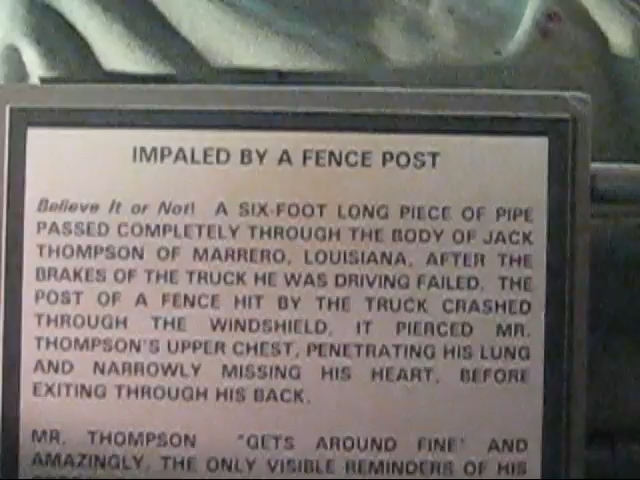 IMPALED BY A FENCE POST
Believe It or Not! A SIX-FOOT LONG PIECE OF PIPE
PASSED COMPLETELY THROUGH THE BODY OF JACK
THOMPSON OF MARRERO, LOUISIANA, AFTER THE
BRAKES OF THE TRUCK HE WAS DRIVING FAILED. THE
POST OF A FENCE HIT BY THE TRUCK CRASHED
THROUGH THE WINDSHIELD. IT PIERCED MR.
THOMPSON'S UPPER CHEST, PENETRATING HIS LUNG
AND NARROWLY MISSING HIS HEART, BEFORE
EXITING THROUGH HIS BACK.
MR. THOMPSON "GETS AROUND FINE" AND
AMAZINGLY, THE ONLY VISIBLE REMINDERS OF HIS